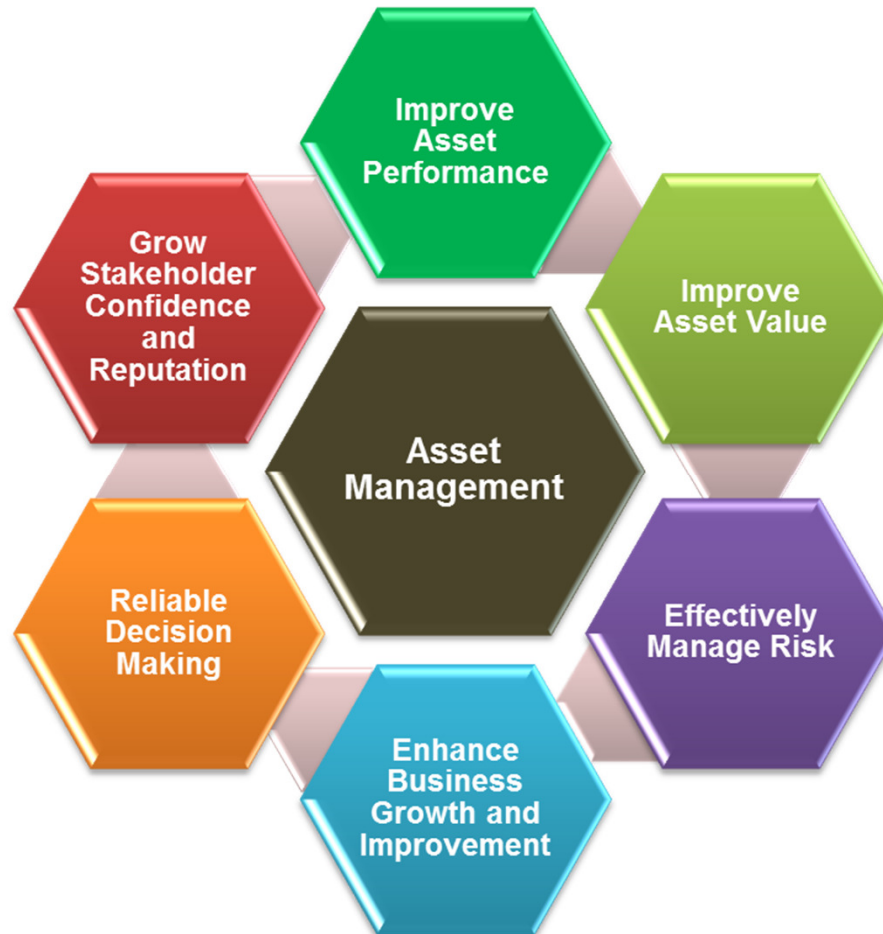 Improve
Asset
Performance
Improve
Asset Value
Effectively
Manage Risk
Enhance
Business
Growth and
Improvement
Reliable
Decision
Making
Grow
Stakeholder
Confidence
and
Reputation
Asset
Management